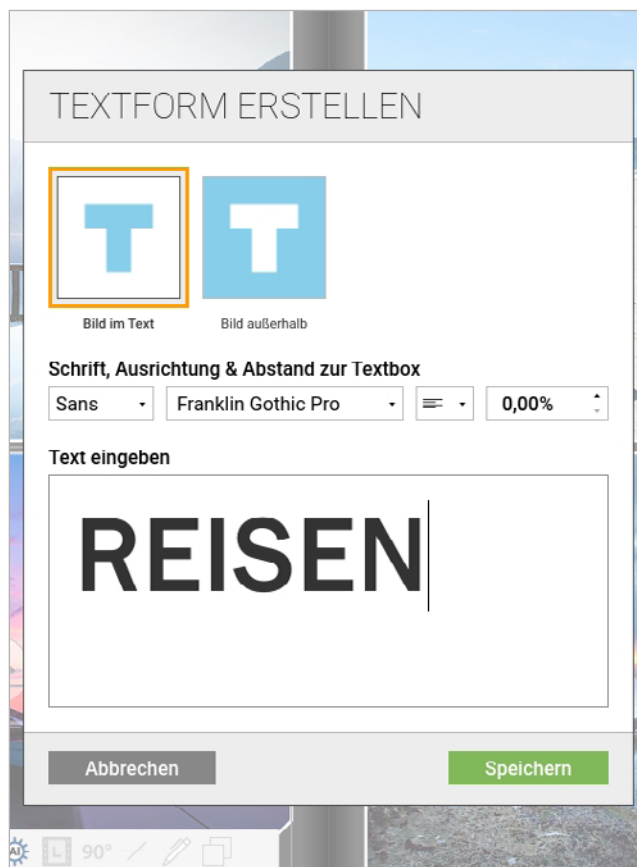 TEXTFORM ERSTELLEN
T T
Bild im Text Bild außerhalb
Schrift, Ausrichtung & Abstand zur Textbox
Sans Franklin Gothic Pro 0,00%
Text eingeben
REISEN
Abbrechen Speichern
AI L 90°